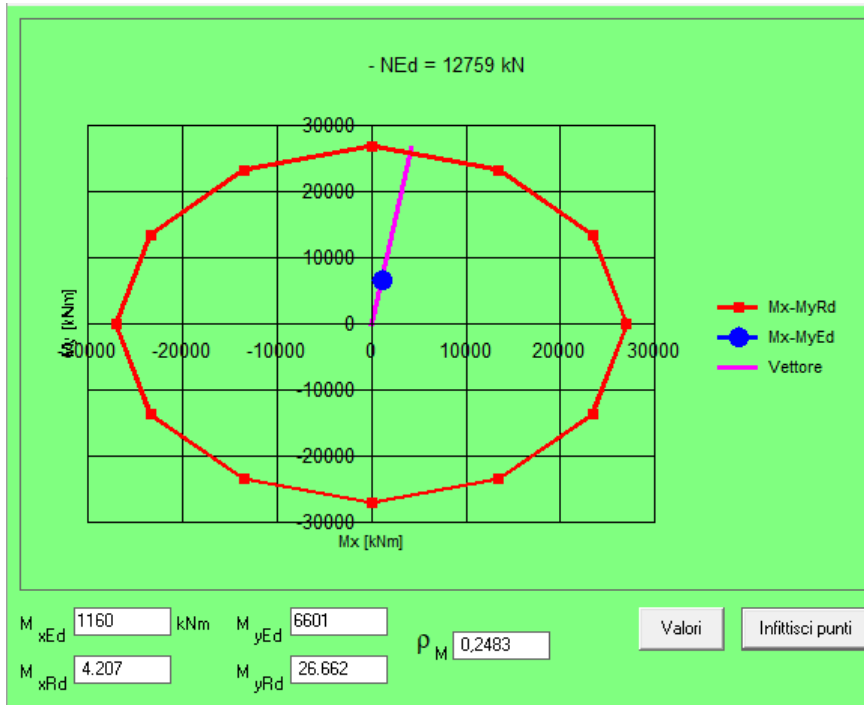 - NEd = 12759 kN
30000
20000
10000
0
-20000
-10000
0
10000
20000
30000
-10000
-20000
-30000
[kNm]
Mx [kNm]
Mx-MyRd
Mx-MyEd
Vettore
M xEd 1160 kNm M yEd 6601
ρ M 0,2483
Valori Infittisci punti
M xRd 4.207 M yRd 26.662